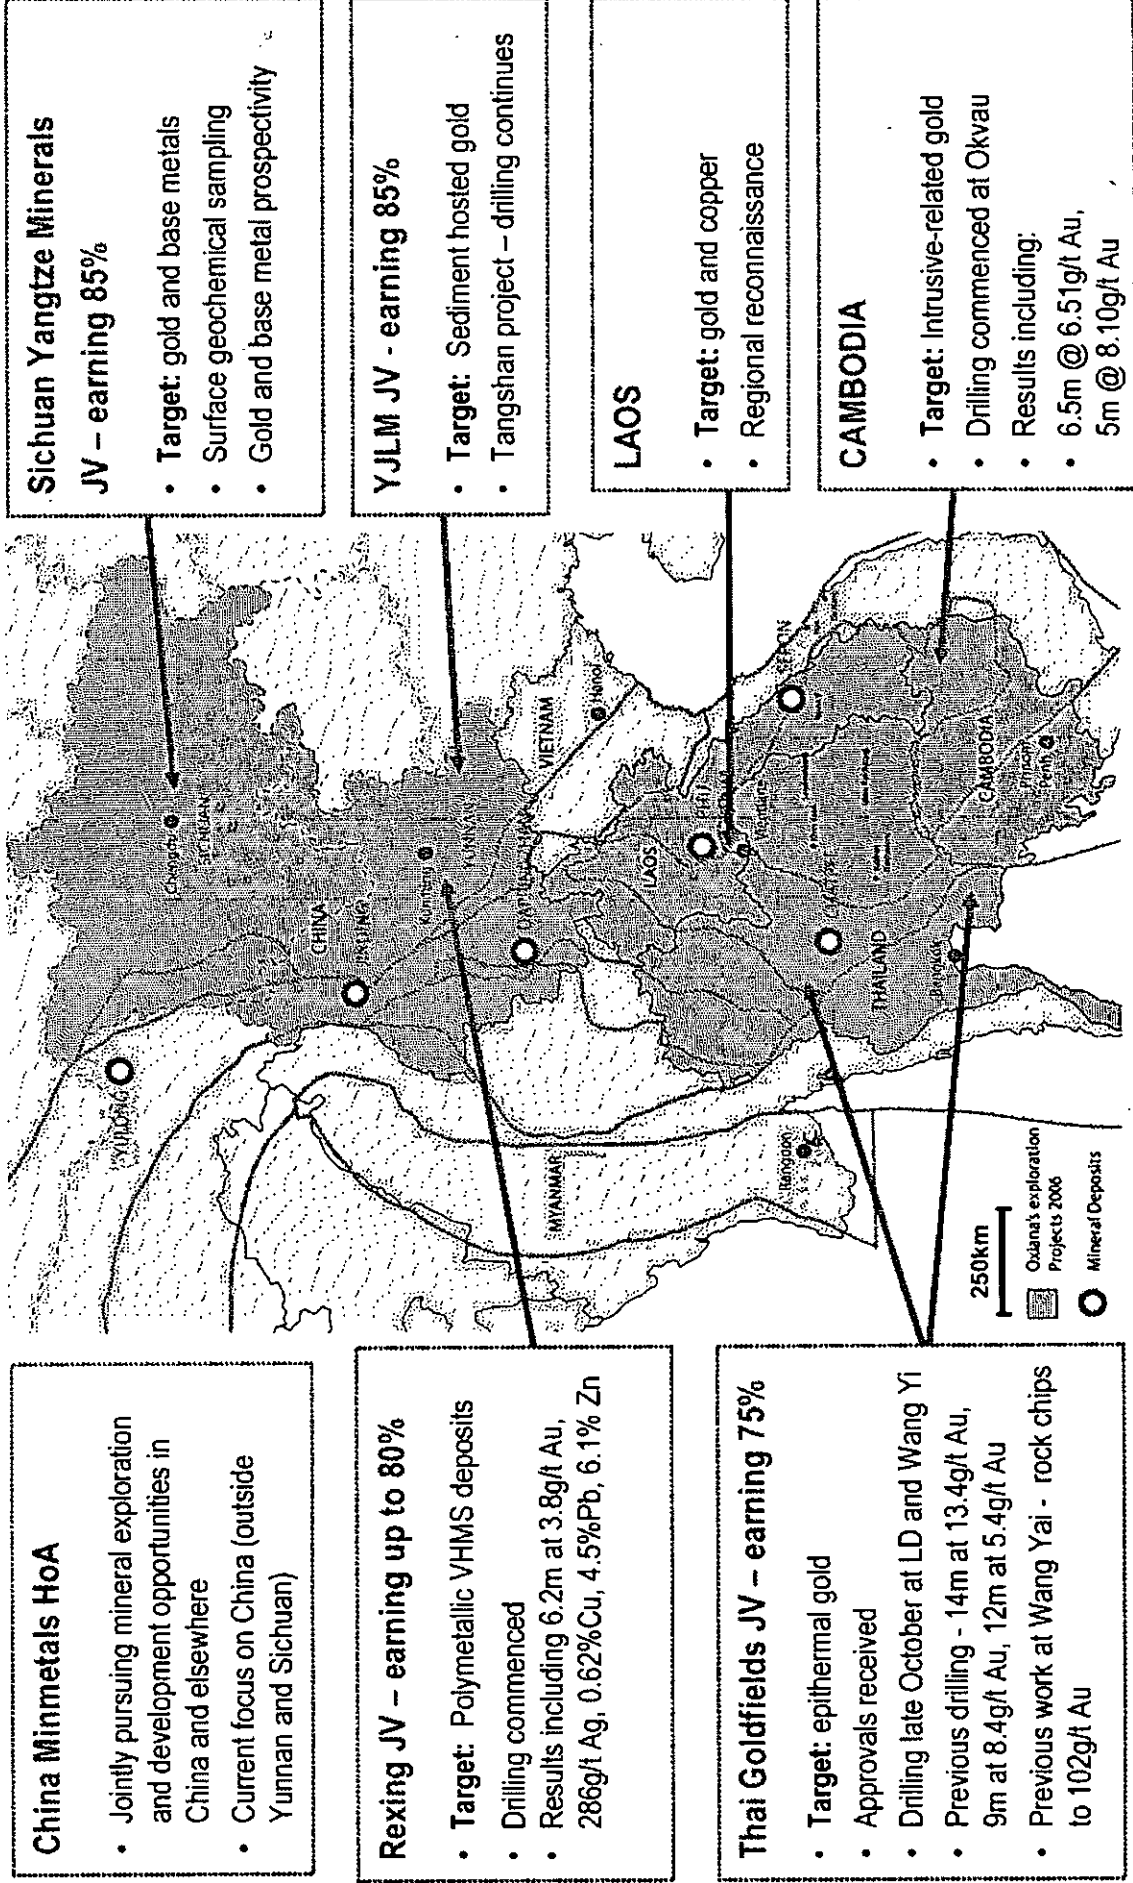 China Minmetals HoA
• Jointly pursuing mineral exploration
and development opportunities in
China and elsewhere
• Current focus on China (outside
Yunnan and Sichuan)
Rexing JV – earning up to 80%
• Target: Polymetallic VHMS deposits
• Drilling commenced
• Results including 6.2m at 3.8g/t Au,
286g/t Ag, 0.62%Cu, 4.5%Pb, 6.1% Zn
Thai Goldfields JV – earning 75%
• Target: epithermal gold
• Approvals received
• Drilling late October at LD and Wang Yi
• Previous drilling - 14m at 13.4g/t Au,
9m at 8.4g/t Au, 12m at 5.4g/t Au
• Previous work at Wang Yai - rock chips
to 102g/t Au
YULONG
Chengdu
SICHUAN
CHINA
Kunming
YUNNAN
VIETNAM
Hanoi
MYANMAR
Rangoon
LAOS
PHU
Vientiane
SEPON
THAILAND
Bangkok
CAMBODIA
Phnom
Penh
250km
Oxiana's exploration
Projects 2006
Mineral Deposits
Sichuan Yangtze Minerals
JV – earning 85%
• Target: gold and base metals
• Surface geochemical sampling
• Gold and base metal prospectivity
YJLM JV - earning 85%
• Target: Sediment hosted gold
• Tangshan project – drilling continues
LAOS
• Target: gold and copper
• Regional reconnaissance
CAMBODIA
• Target: Intrusive-related gold
• Drilling commenced at Okvau
• Results including:
• 6.5m @ 6.51g/t Au,
5m @ 8.10g/t Au